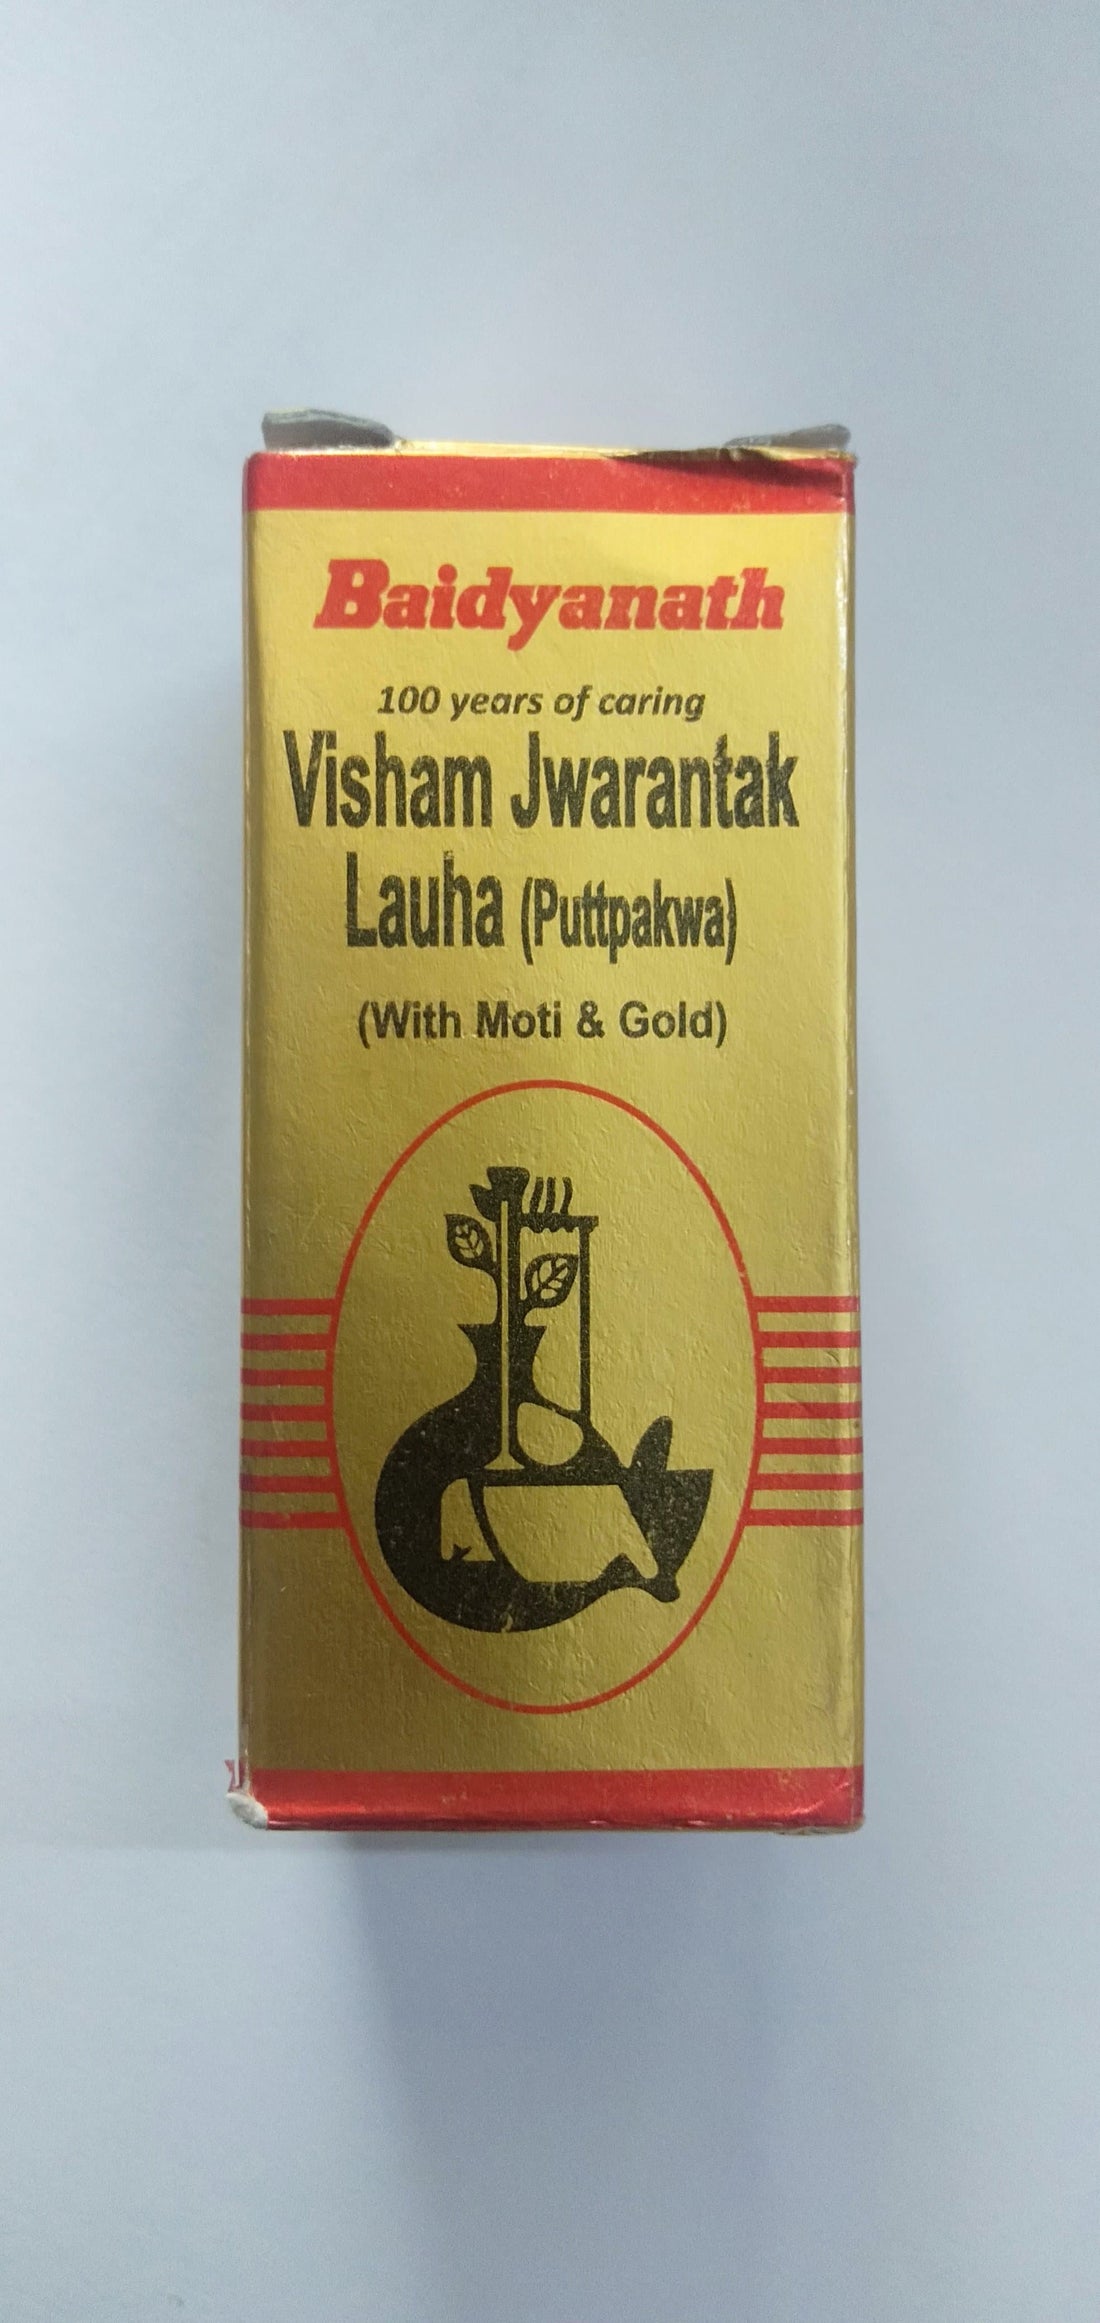 Baidyanath
100 years of caring
Visham Jwarantak
Lauha (Puttpakwa)
(With Moti & Gold)